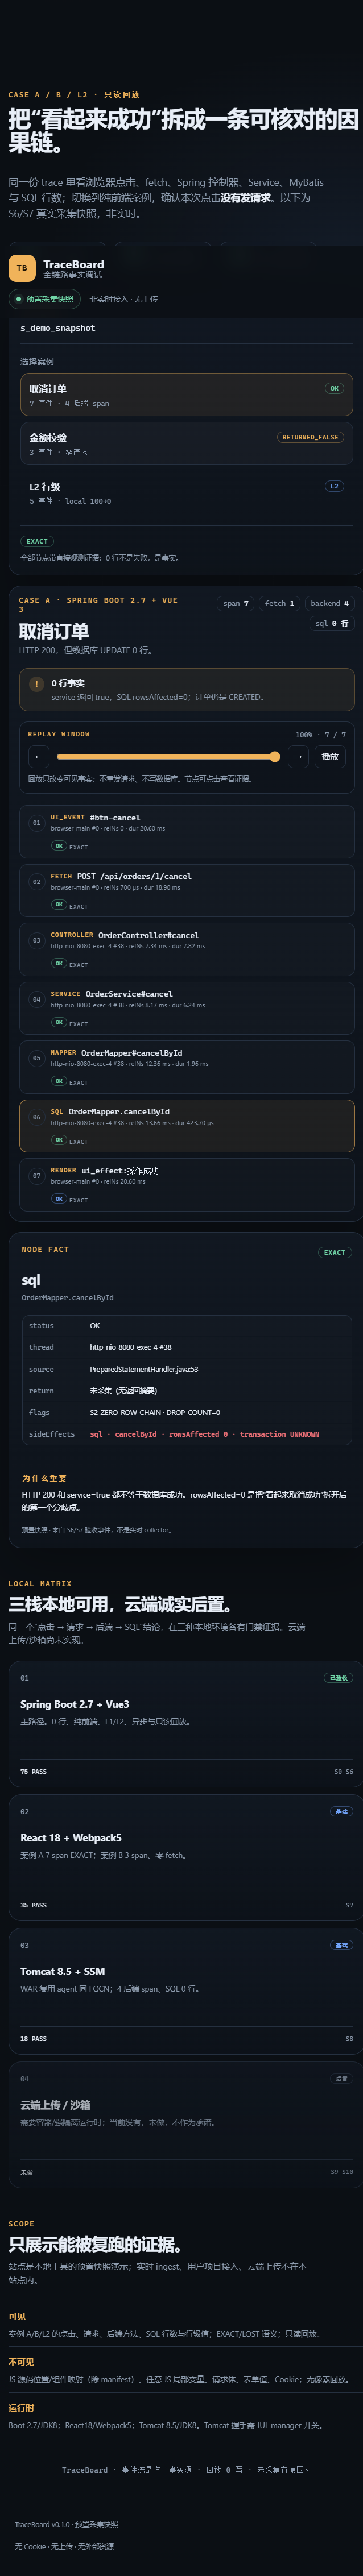 CASE A / B / L2 · 只读回放
把“看起来成功”拆成一条可核对的因
果链。
同一份 trace 里看浏览器点击、fetch、Spring 控制器、Service、MyBatis
与 SQL 行数；切换到纯前端案例，确认本次点击没有发请求。以下为
S6/S7 真实采集快照，非实时。
TB
TraceBoard
全链路事实调试
预置采集快照
非实时接入 · 无上传
s_demo_snapshot
选择案例
取消订单
OK
7 事件 · 4 后端 span
金额校验
RETURNED_FALSE
3 事件 · 零请求
L2 行级
L2
5 事件 · local 100→0
EXACT
全部节点带直接观测证据；0 行不是失败，是事实。
CASE A · SPRING BOOT 2.7 + VUE
3
span 7
fetch 1
backend 4
sql 0 行
取消订单
HTTP 200，但数据库 UPDATE 0 行。
!
0 行事实
service 返回 true，SQL rowsAffected=0；订单仍是 CREATED。
REPLAY WINDOW
100% · 7 / 7
←
→
播放
回放只改变可见事实；不重发请求、不写数据库。节点可点击查看证据。
01
UI_EVENT #btn-cancel
browser-main #0 · relNs 0 · dur 20.60 ms
OK EXACT
02
FETCH POST /api/orders/1/cancel
browser-main #0 · relNs 700 µs · dur 18.90 ms
OK EXACT
03
CONTROLLER OrderController#cancel
http-nio-8080-exec-4 #38 · relNs 7.34 ms · dur 7.82 ms
OK EXACT
04
SERVICE OrderService#cancel
http-nio-8080-exec-4 #38 · relNs 8.17 ms · dur 6.24 ms
OK EXACT
05
MAPPER OrderMapper#cancelById
http-nio-8080-exec-4 #38 · relNs 12.36 ms · dur 1.96 ms
OK EXACT
06
SQL OrderMapper.cancelById
http-nio-8080-exec-4 #38 · relNs 13.66 ms · dur 423.70 µs
OK EXACT
07
RENDER ui_effect:操作成功
browser-main #0 · relNs 20.60 ms
OK EXACT
NODE FACT
EXACT
sql
OrderMapper.cancelById
status OK
thread http-nio-8080-exec-4 #38
source PreparedStatementHandler.java:53
return 未采集（无返回摘要）
flags S2_ZERO_ROW_CHAIN · DROP_COUNT=0
sideEffects sql · cancelById · rowsAffected 0 · transaction UNKNOWN
为什么重要
HTTP 200 和 service=true 都不等于数据库成功。rowsAffected=0 是把“看起来取消成功”拆开后
的第一个分歧点。
预置快照 · 来自 S6/S7 验收事件；不是实时 collector。
LOCAL MATRIX
三栈本地可用，云端诚实后置。
同一个“点击 → 请求 → 后端 → SQL”结论，在三种本地环境各有门禁证据。云端
上传/沙箱尚未实现。
01
已验收
Spring Boot 2.7 + Vue3
主路径。0 行、纯前端、L1/L2、异步与只读回放。
75 PASS
S0–S6
02
基础
React 18 + Webpack5
案例 A 7 span EXACT；案例 B 3 span、零 fetch。
35 PASS
S7
03
基础
Tomcat 8.5 + SSM
WAR 复用 agent 同 FQCN；4 后端 span、SQL 0 行。
18 PASS
S8
04
后置
云端上传 / 沙箱
需要容器/强隔离运行时；当前没有，未做，不作为承诺。
未做
S9–S10
SCOPE
只展示能被复跑的证据。
站点是本地工具的预置快照演示；实时 ingest、用户项目接入、云端上传不在本
站点内。
可见
案例 A/B/L2 的点击、请求、后端方法、SQL 行数与行级值；EXACT/LOST 语义；只读回放。
不可见
JS 源码位置/组件映射（除 manifest）、任意 JS 局部变量、请求体、表单值、Cookie；无像素回放。
运行时
Boot 2.7/JDK8；React18/Webpack5；Tomcat 8.5/JDK8。Tomcat 握手需 JUL manager 开关。
TraceBoard · 事件流是唯一事实源 · 回放 0 写 · 未采集有原因。
TraceBoard v0.1.0 · 预置采集快照
无 Cookie · 无上传 · 无外部资源